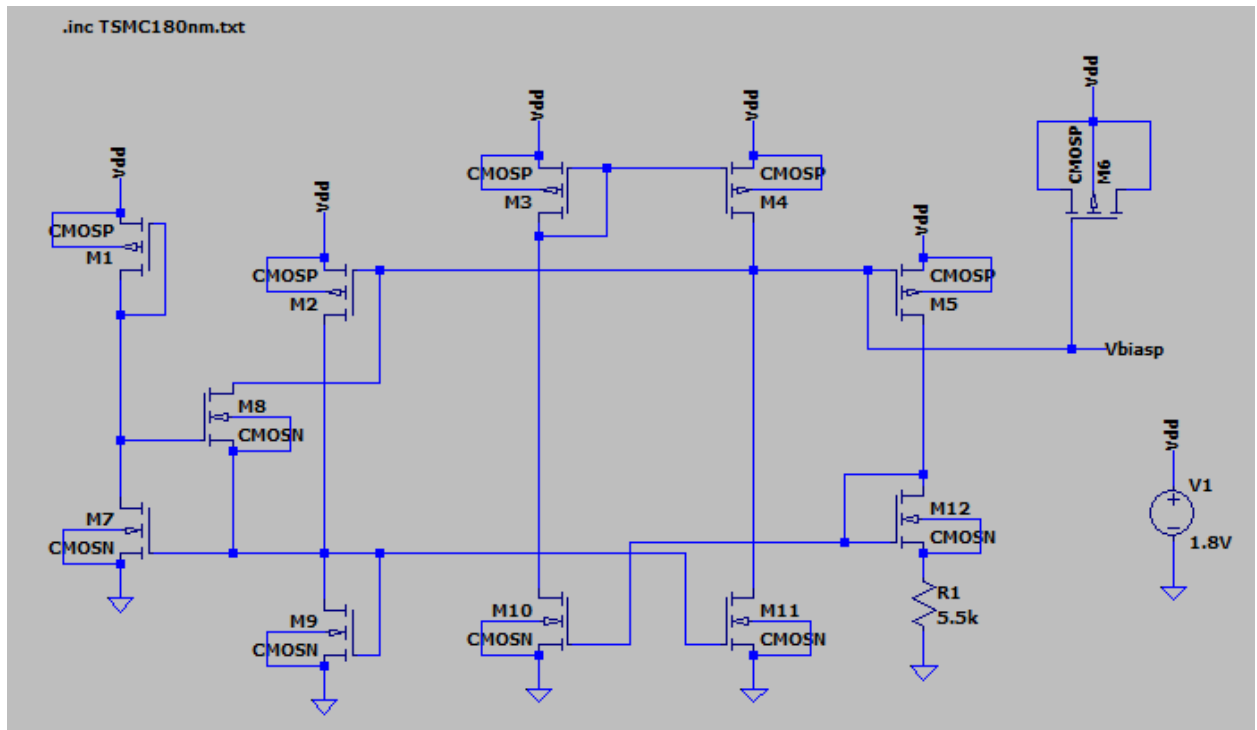 .inc TSMC180nm.txt
Vdd
CMOSP
M1
Vdd
CMOSP
M2
Vdd
CMOSP
M3
Vdd
CMOSP
M4
Vdd
CMOSP
M5
Vdd
CMOSP
M6
Vbiasp
M8
CMOSN
M7
CMOSN
M9
CMOSN
M10
CMOSN
M11
CMOSN
M12
CMOSN
R1
5.5k
Vdd
V1
1.8V